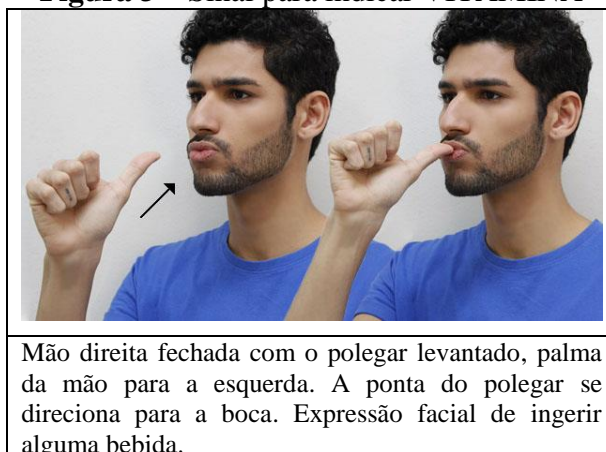 Mão direita fechada com o polegar levantado, palma
da mão para a esquerda. A ponta do polegar se
direciona para a boca. Expressão facial de ingerir
alguma bebida.